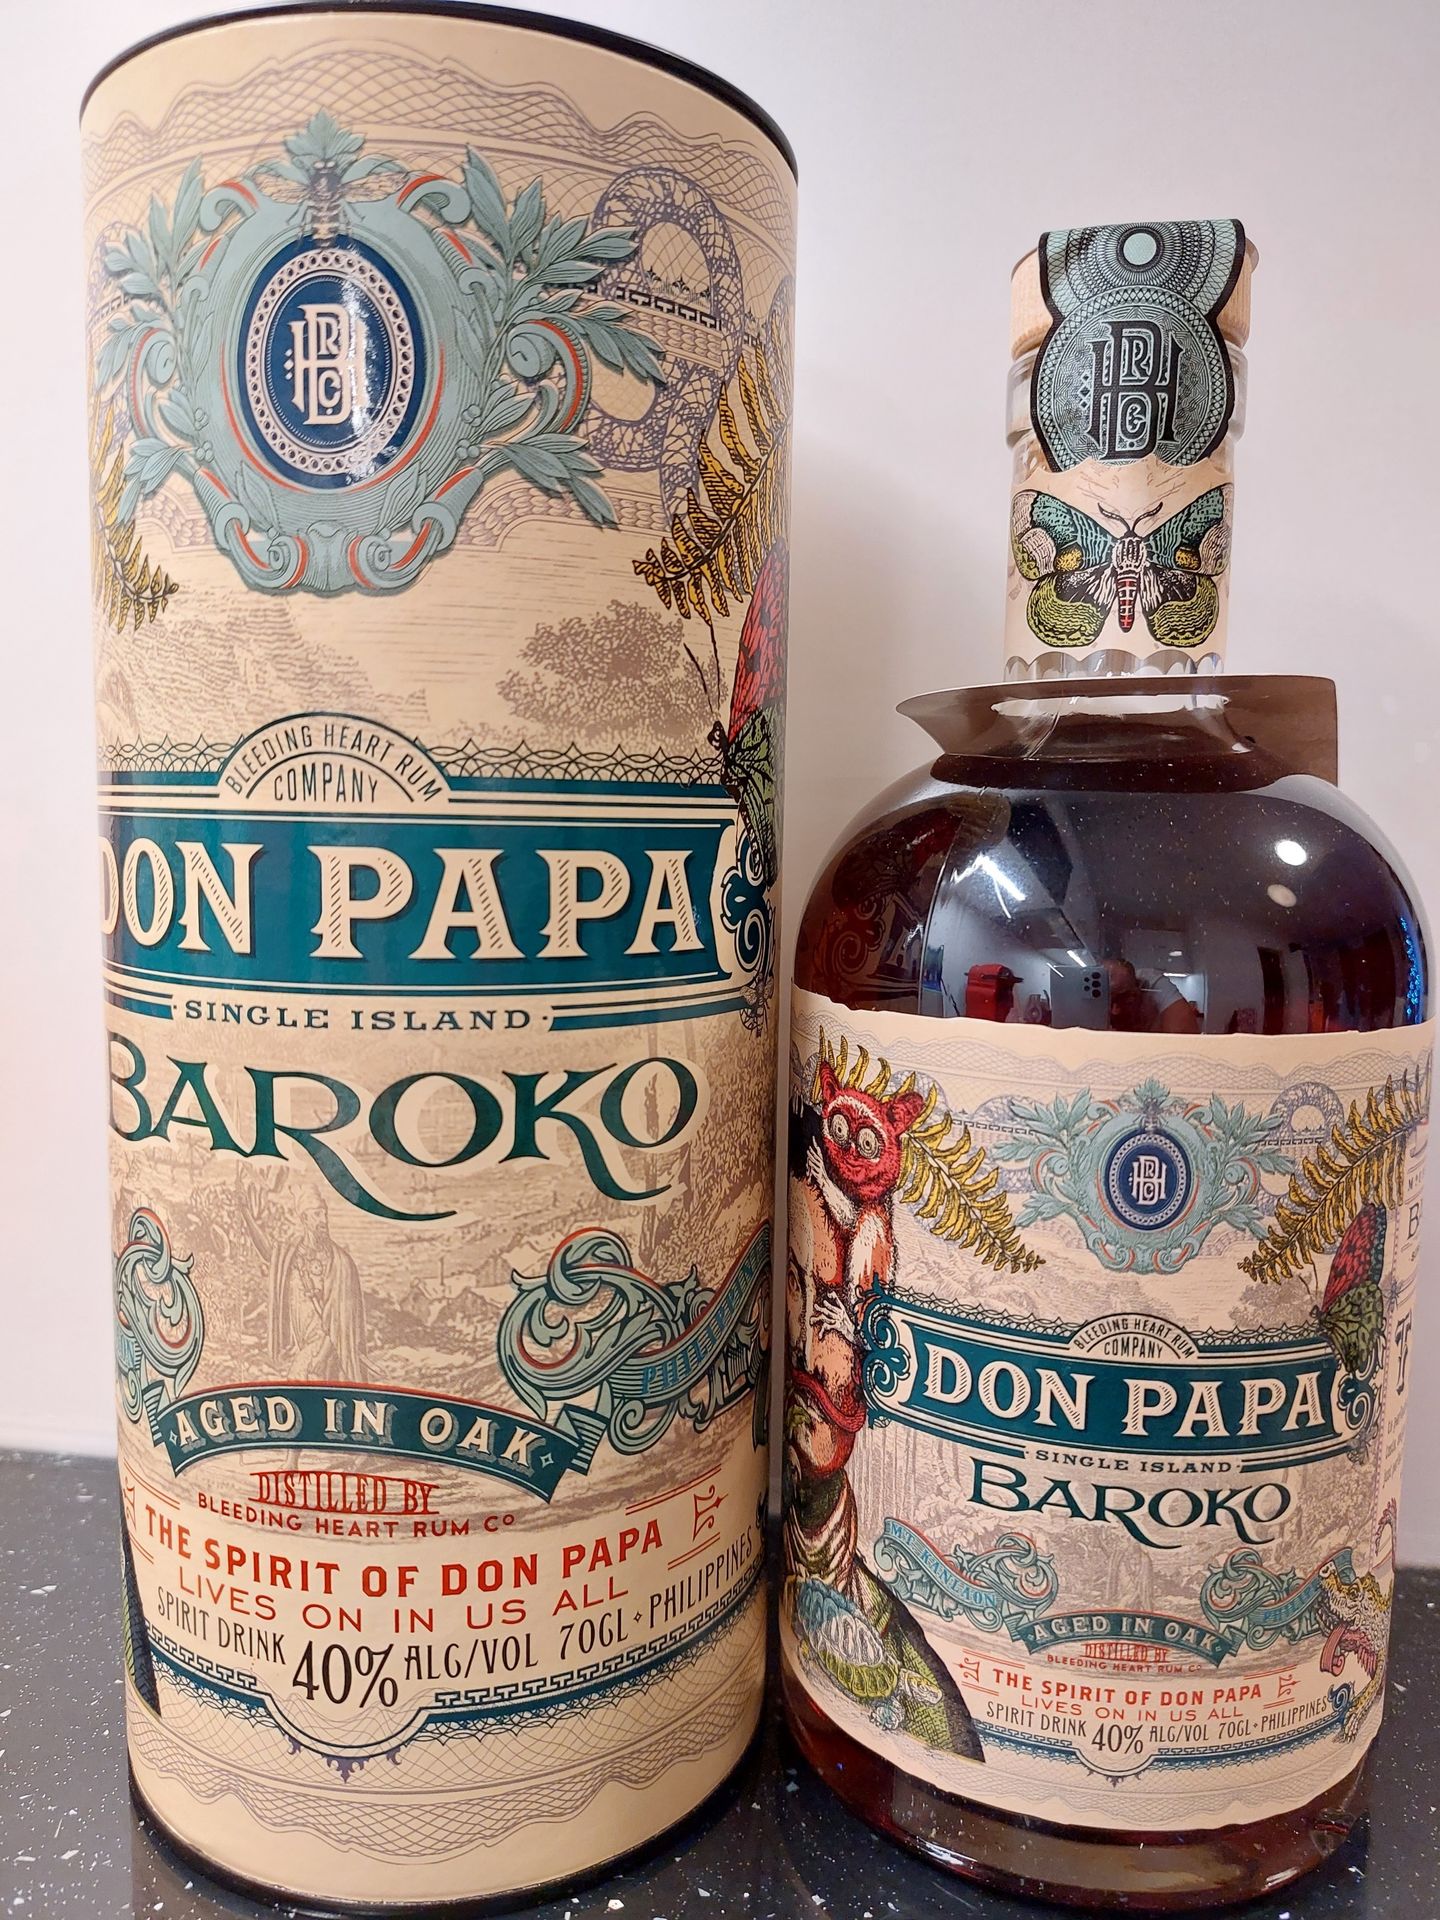 BLEEDING HEART RUM
COMPANY
DON PAPA
SINGLE ISLAND
BAROKO
PHILIPPINE
AGED IN OAK
DISTILLED BY
BLEEDING HEART RUM Cº
THE SPIRIT OF DON PAPA
LIVES ON IN US ALL
SPIRIT DRINK 40% ALC/VOL 70CL · PHILIPPINES
BLEEDING HEART RUM
COMPANY
DON PAPA
SINGLE ISLAND
BAROKO
MT. KANLAON
AGED IN OAK
DISTILLED BY
BLEEDING HEART RUM Cº
THE SPIRIT OF DON PAPA
LIVES ON IN US ALL
SPIRIT DRINK 40% ALC/VOL 70CL · PHILIPPINES